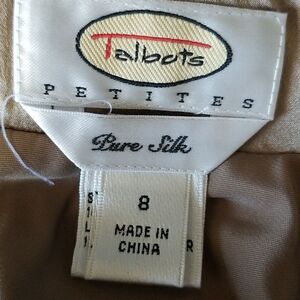 Talbots
PETITES
Pure Silk
8
MADE IN
CHINA